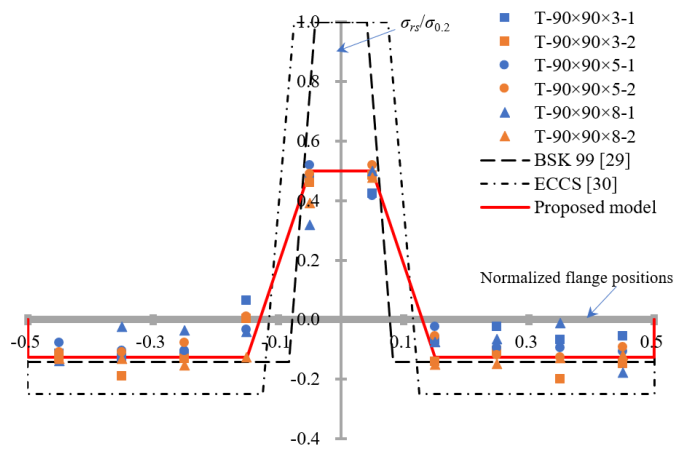 1.0
σrs/σ0.2
0.8
0.6
0.4
0.2
0.0
-0.2
-0.4
-0.5
-0.3
-0.1
0.1
0.3
0.5
Normalized flange positions
T-90×90×3-1
T-90×90×3-2
T-90×90×5-1
T-90×90×5-2
T-90×90×8-1
T-90×90×8-2
BSK 99 [29]
ECCS [30]
Proposed model